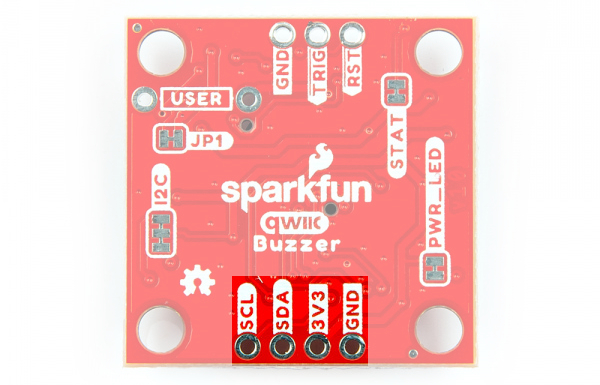 GND
TRIG
RST
USER
JP1
STAT
I2C
PWR_LED
sparkfun
qwiic
Buzzer
SCL
SDA
3V3
GND